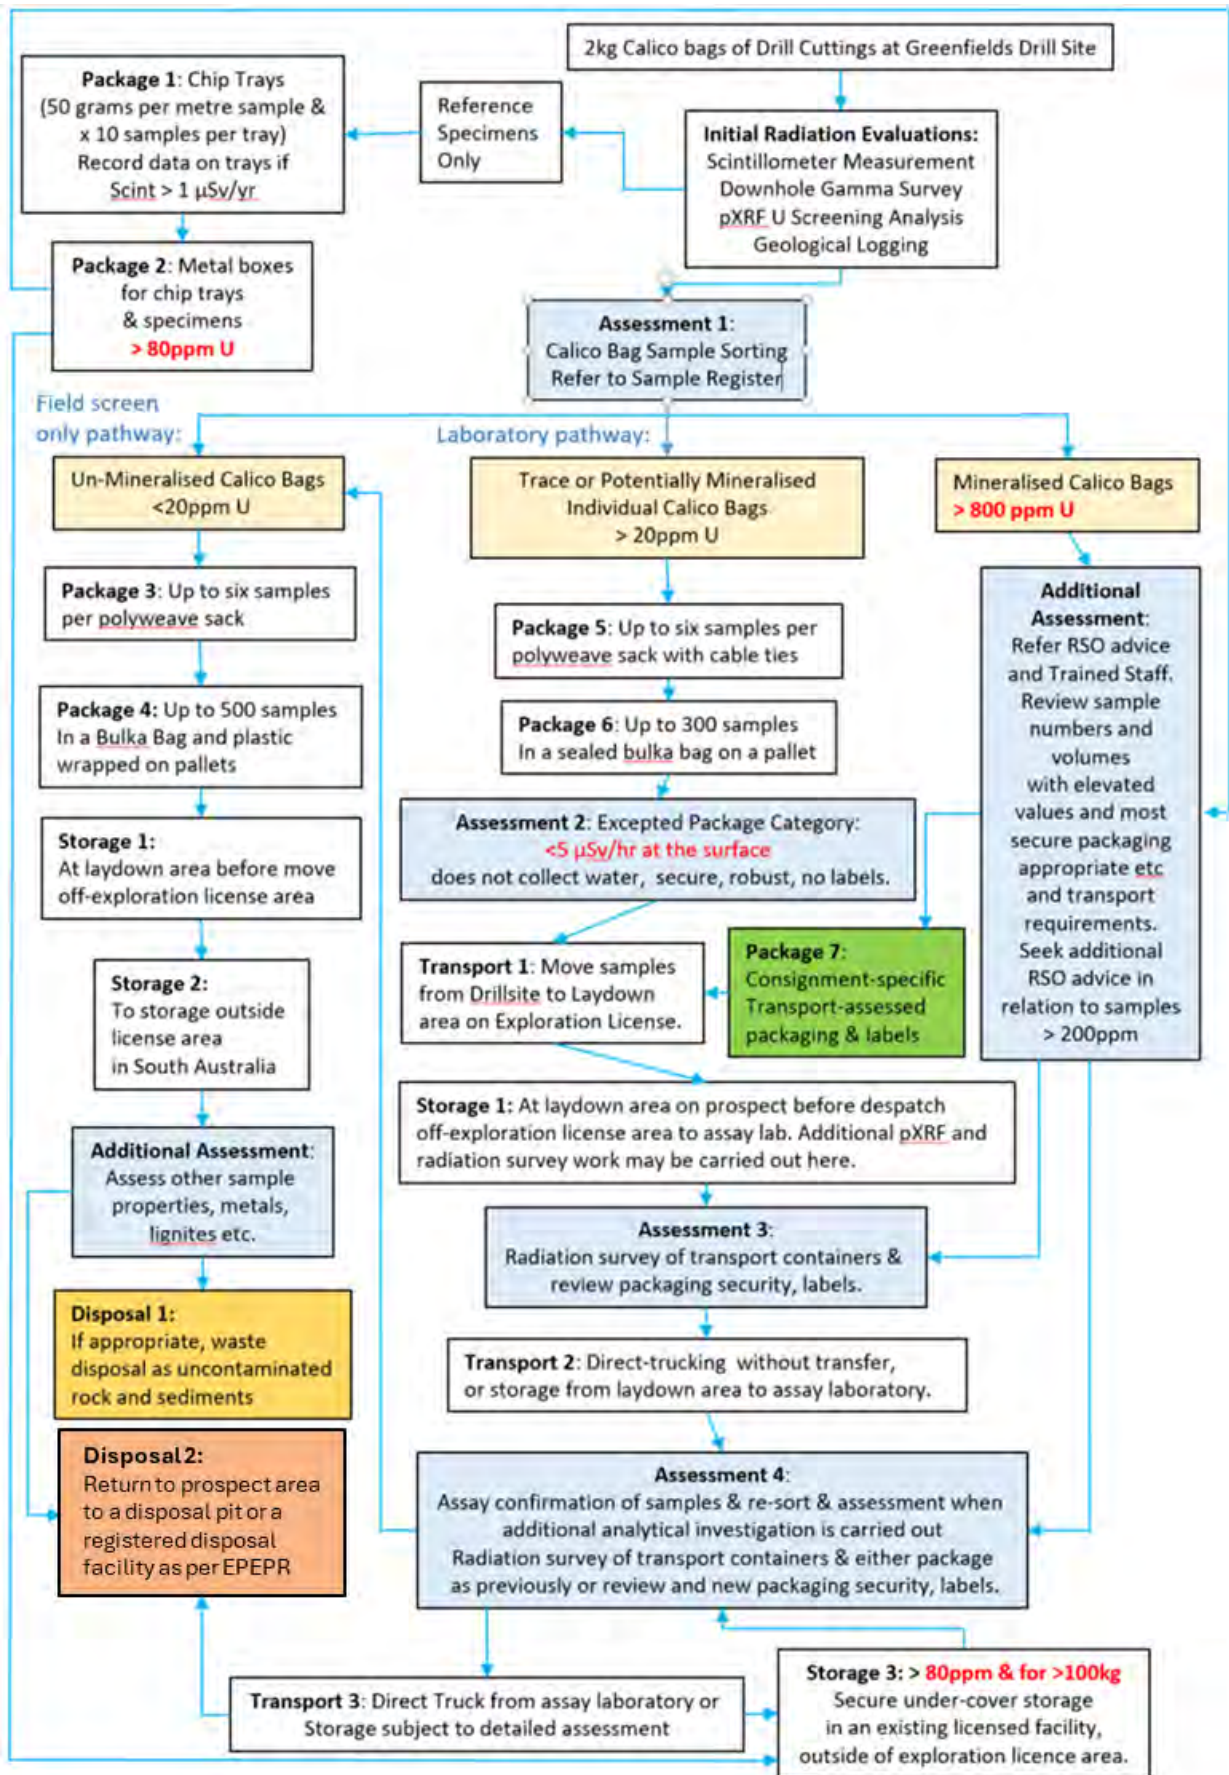 2kg Calico bags of Drill Cuttings at Greenfields Drill Site
Package 1: Chip Trays
(50 grams per metre sample &
x 10 samples per tray)
Record data on trays if
Scint > 1 µSv/yr
Reference
Specimens
Only
Initial Radiation Evaluations:
Scintillometer Measurement
Downhole Gamma Survey
pXRF U Screening Analysis
Geological Logging
Package 2: Metal boxes
for chip trays
& specimens
> 80ppm U
Assessment 1:
Calico Bag Sample Sorting
Refer to Sample Register
Field screen
only pathway:
Laboratory pathway:
Un-Mineralised Calico Bags
<20ppm U
Trace or Potentially Mineralised
Individual Calico Bags
> 20ppm U
Mineralised Calico Bags
> 800 ppm U
Package 3: Up to six samples
per polyweave sack
Package 4: Up to 500 samples
In a Bulka Bag and plastic
wrapped on pallets
Storage 1:
At laydown area before move
off-exploration license area
Storage 2:
To storage outside
license area
in South Australia
Additional Assessment:
Assess other sample
properties, metals,
lignites etc.
Disposal 1:
If appropriate, waste
disposal as uncontaminated
rock and sediments
Disposal2:
Return to prospect area
to a disposal pit or a
registered disposal
facility as per EPEPR
Package 5: Up to six samples per
polyweave sack with cable ties
Package 6: Up to 300 samples
In a sealed bulka bag on a pallet
Assessment 2: Excepted Package Category:
<5 µSv/hr at the surface
does not collect water, secure, robust, no labels.
Transport 1: Move samples
from Drillsite to Laydown
area on Exploration License.
Package 7:
Consignment-specific
Transport-assessed
packaging & labels
Additional
Assessment:
Refer RSO advice
and Trained Staff.
Review sample
numbers and
volumes
with elevated
values and most
secure packaging
appropriate etc
and transport
requirements.
Seek additional
RSO advice in
relation to samples
> 200ppm
Storage 1: At laydown area on prospect before despatch
off-exploration license area to assay lab. Additional pXRF and
radiation survey work may be carried out here.
Assessment 3:
Radiation survey of transport containers &
review packaging security, labels.
Transport 2: Direct-trucking without transfer,
or storage from laydown area to assay laboratory.
Assessment 4:
Assay confirmation of samples & re-sort & assessment when
additional analytical investigation is carried out
Radiation survey of transport containers & either package
as previously or review and new packaging security, labels.
Transport 3: Direct Truck from assay laboratory or
Storage subject to detailed assessment
Storage 3: > 80ppm & for >100kg
Secure under-cover storage
in an existing licensed facility,
outside of exploration licence area.